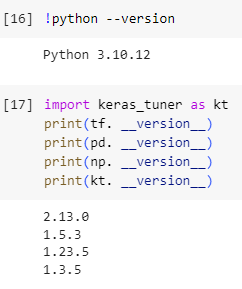 [16] !python --version
Python 3.10.12
[17] import keras_tuner as kt
print(tf. __version__)
print(pd. __version__)
print(np. __version__)
print(kt. __version__)
2.13.0
1.5.3
1.23.5
1.3.5